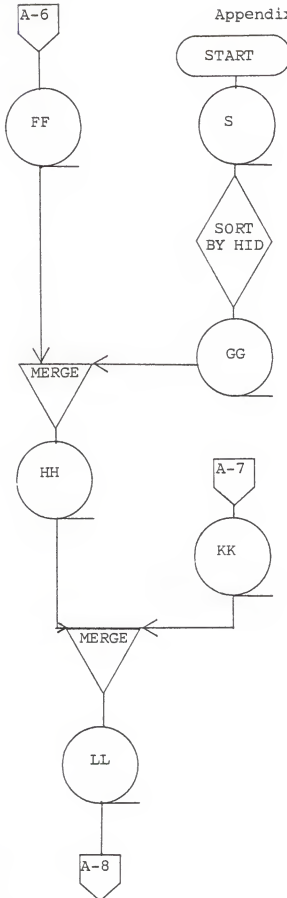 Appendix
A-6
START
FF
S
SORT
BY HID
GG
MERGE
HH
A-7
KK
MERGE
LL
A-8